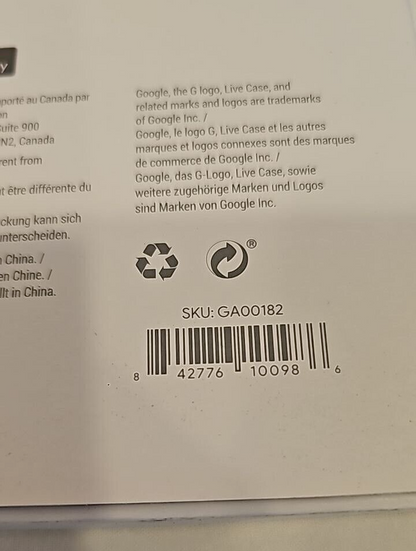 y
porté au Canada par
en
uite 900
N2, Canada
rent from
t être différente du
ckung kann sich
unterscheiden.
China. /
en Chine. /
llt in China.
Google, the G logo, Live Case, and
related marks and logos are trademarks
of Google Inc. /
Google, le logo G, Live Case et les autres
marques et logos connexes sont des marques
de commerce de Google Inc. /
Google, das G-Logo, Live Case, sowie
weitere zugehörige Marken und Logos
sind Marken von Google Inc.
®
SKU: GA00182
8 42776 10098 6